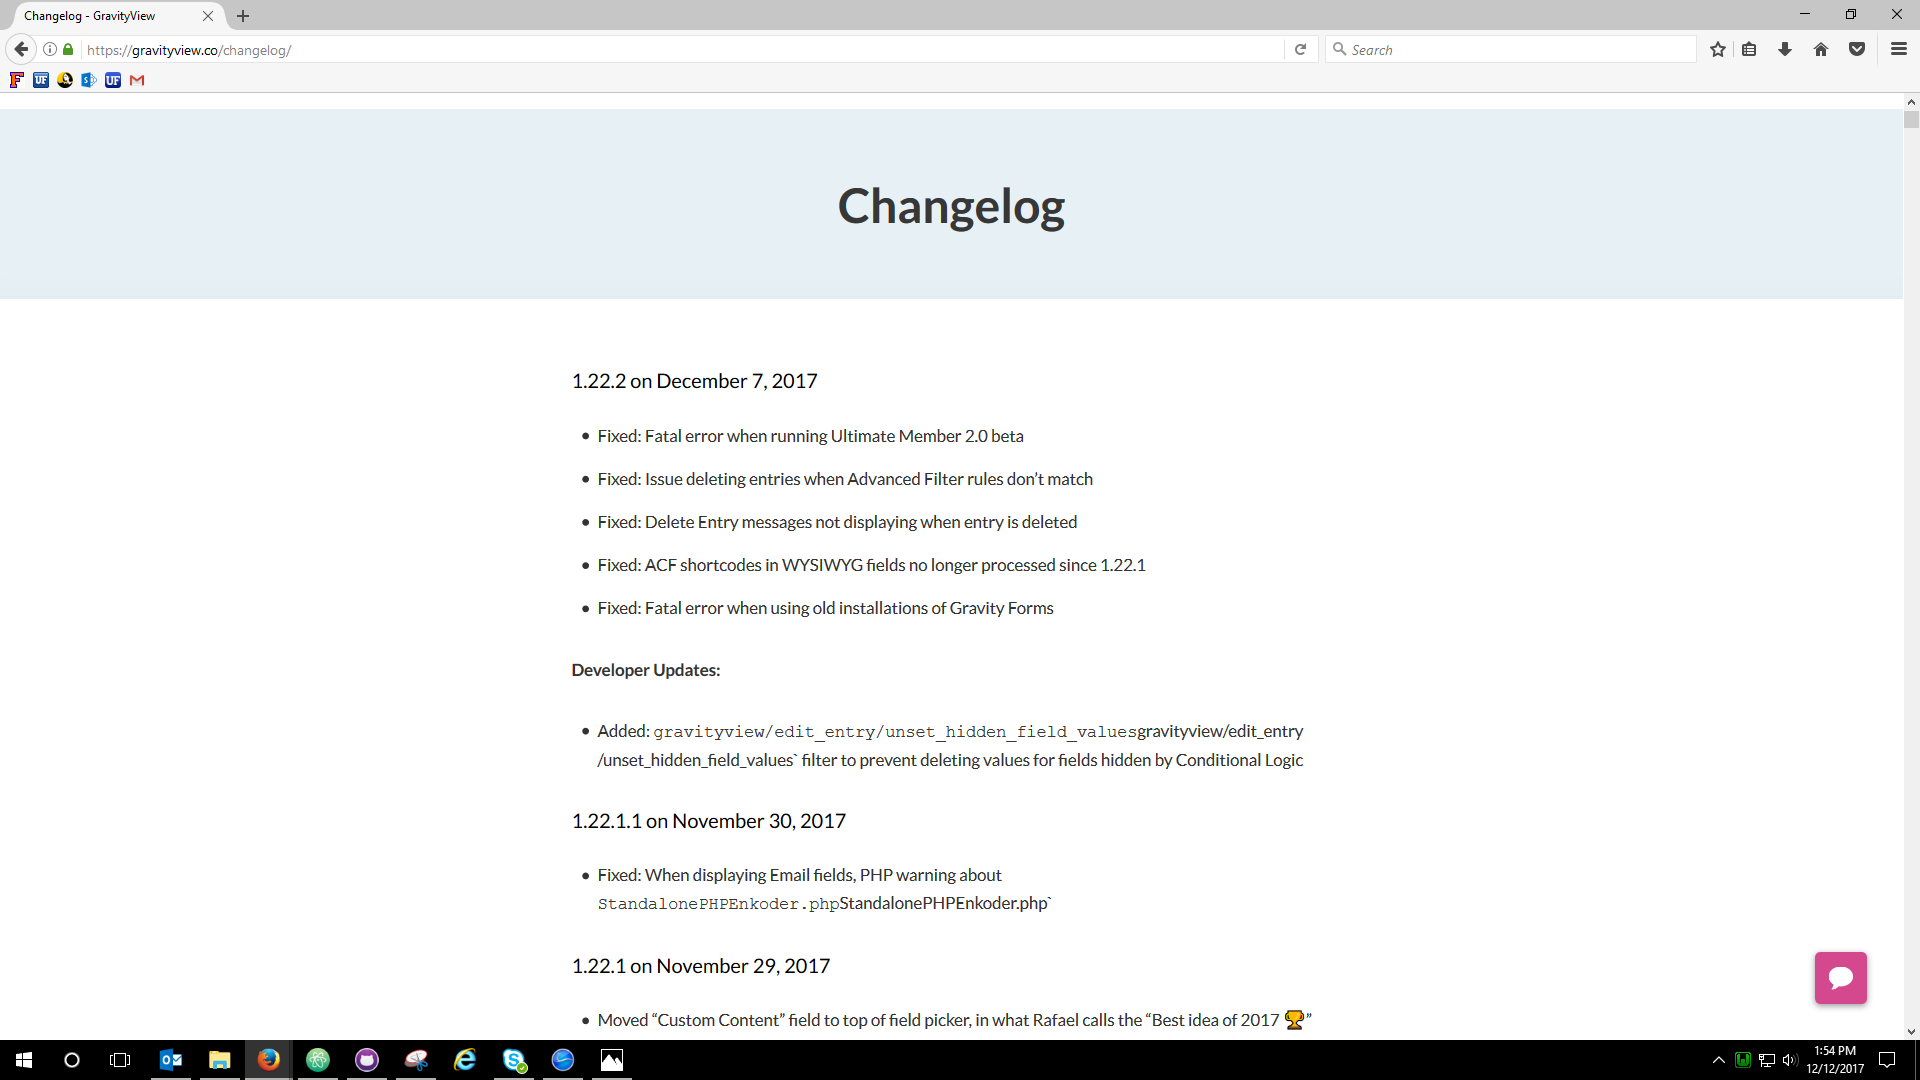 Changelog - GravityView
https://gravityview.co/changelog/
Search
F UF UF
Changelog
1.22.2 on December 7, 2017
Fixed: Fatal error when running Ultimate Member 2.0 beta
Fixed: Issue deleting entries when Advanced Filter rules don’t match
Fixed: Delete Entry messages not displaying when entry is deleted
Fixed: ACF shortcodes in WYSIWYG fields no longer processed since 1.22.1
Fixed: Fatal error when using old installations of Gravity Forms
Developer Updates:
Added: gravityview/edit_entry/unset_hidden_field_valuesgravityview/edit_entry
/unset_hidden_field_values` filter to prevent deleting values for fields hidden by Conditional Logic
1.22.1.1 on November 30, 2017
Fixed: When displaying Email fields, PHP warning about
StandalonePHPEnkoder.phpStandalonePHPEnkoder.php`
1.22.1 on November 29, 2017
Moved “Custom Content” field to top of field picker, in what Rafael calls the “Best idea of 2017 🏆”
1:54 PM
12/12/2017